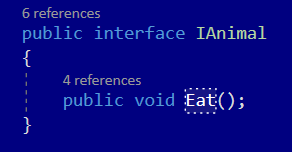 6 references
public interface IAnimal
{
4 references
public void Eat();
}